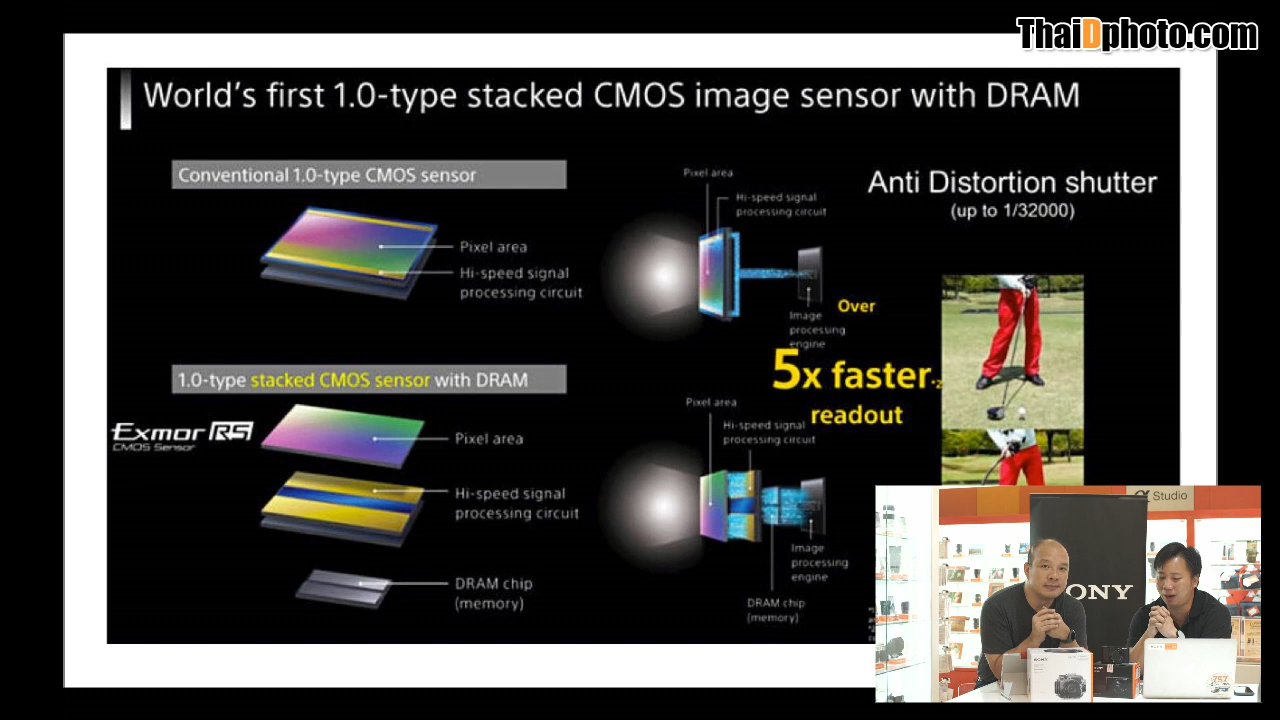 ThaiDphoto.com
World's first 1.0-type stacked CMOS image sensor with DRAM
Conventional 1.0-type CMOS sensor
Pixel area
Hi-speed signal
processing circuit
Pixel area
Hi-speed signal
processing circuit
Image
processing
engine
Anti Distortion shutter
(up to 1/32000)
Over
5x faster*2
readout
1.0-type stacked CMOS sensor with DRAM
Exmor RS
CMOS Sensor
Pixel area
Hi-speed signal
processing circuit
DRAM chip
(memory)
Pixel area
Hi-speed signal
processing circuit
Image
processing
engine
DRAM chip
(memory)
α Studio
ONY
SONY
757